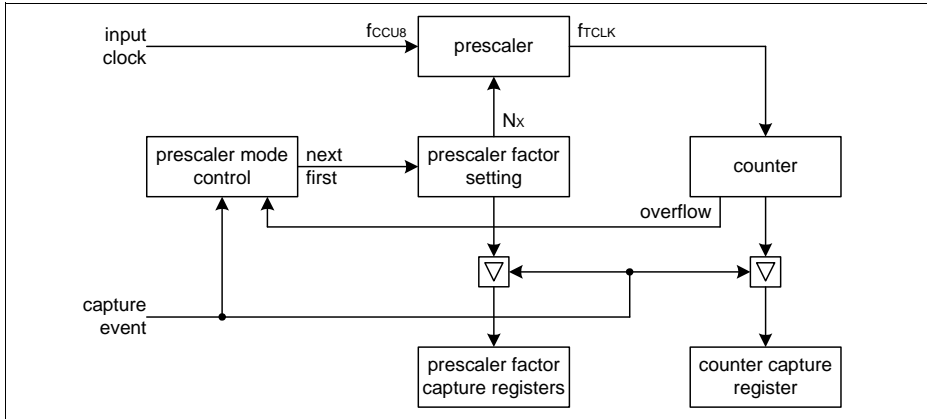 input
clock
fCCU8
prescaler
fTCLK
NX
prescaler mode
control
next
first
prescaler factor
setting
counter
overflow
capture
event
prescaler factor
capture registers
counter capture
register